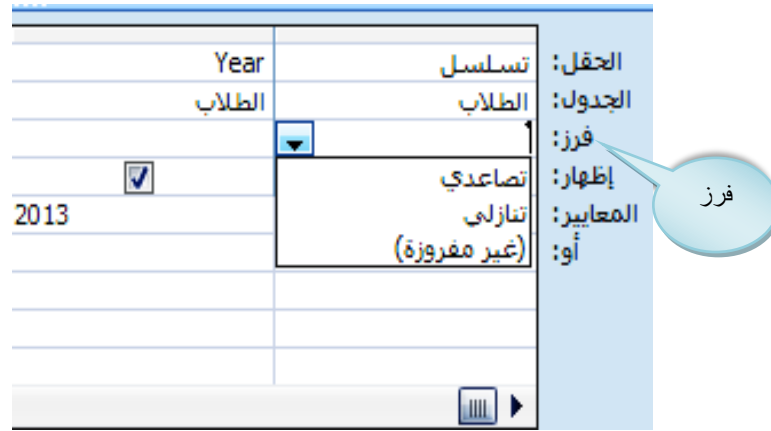 الحقل: تسلسل Year
الجدول: الطلاب الطلاب
فرز:
إظهار: تصاعدي
المعايير: تنازلي 2013
أو: (غير مفروزة)
فرز